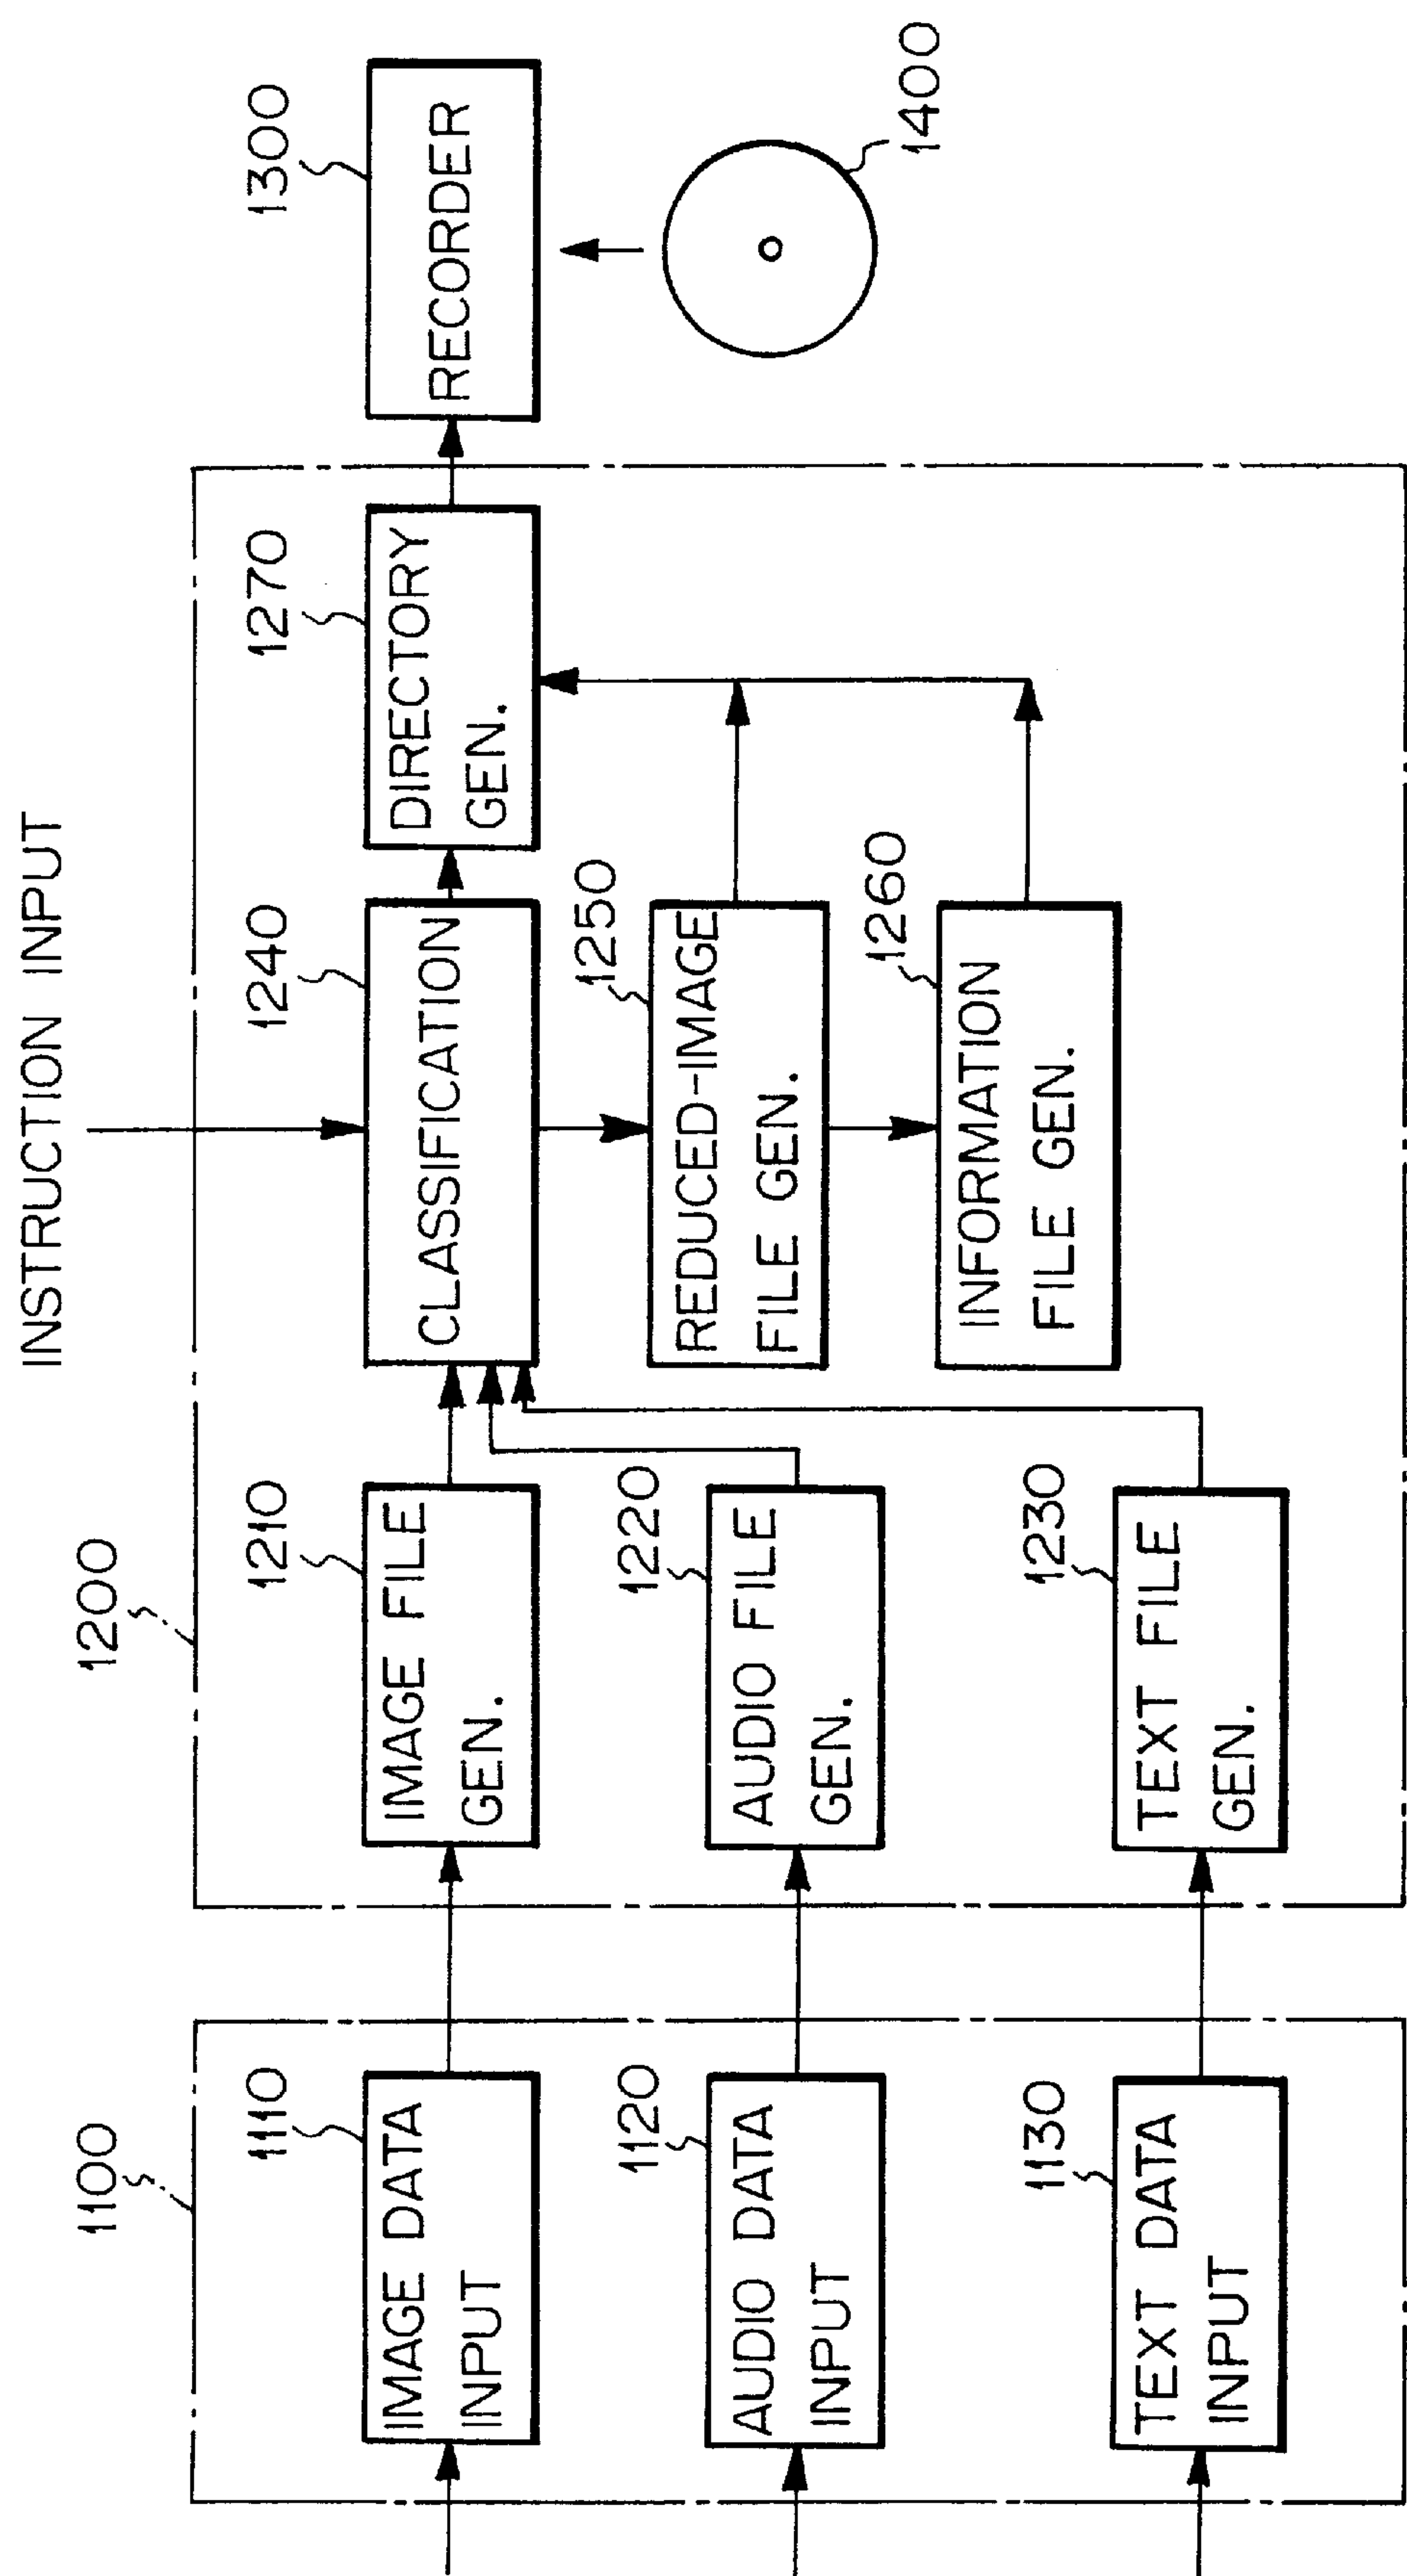 INSTRUCTION INPUT
1100
1110
IMAGE DATA
INPUT
1120
AUDIO DATA
INPUT
1130
TEXT DATA
INPUT
1200
1210
IMAGE FILE
GEN.
1220
AUDIO FILE
GEN.
1230
TEXT FILE
GEN.
1240
CLASSIFICATION
1250
REDUCED-IMAGE
FILE GEN.
1260
INFORMATION
FILE GEN.
1270
DIRECTORY
GEN.
1300
RECORDER
1400